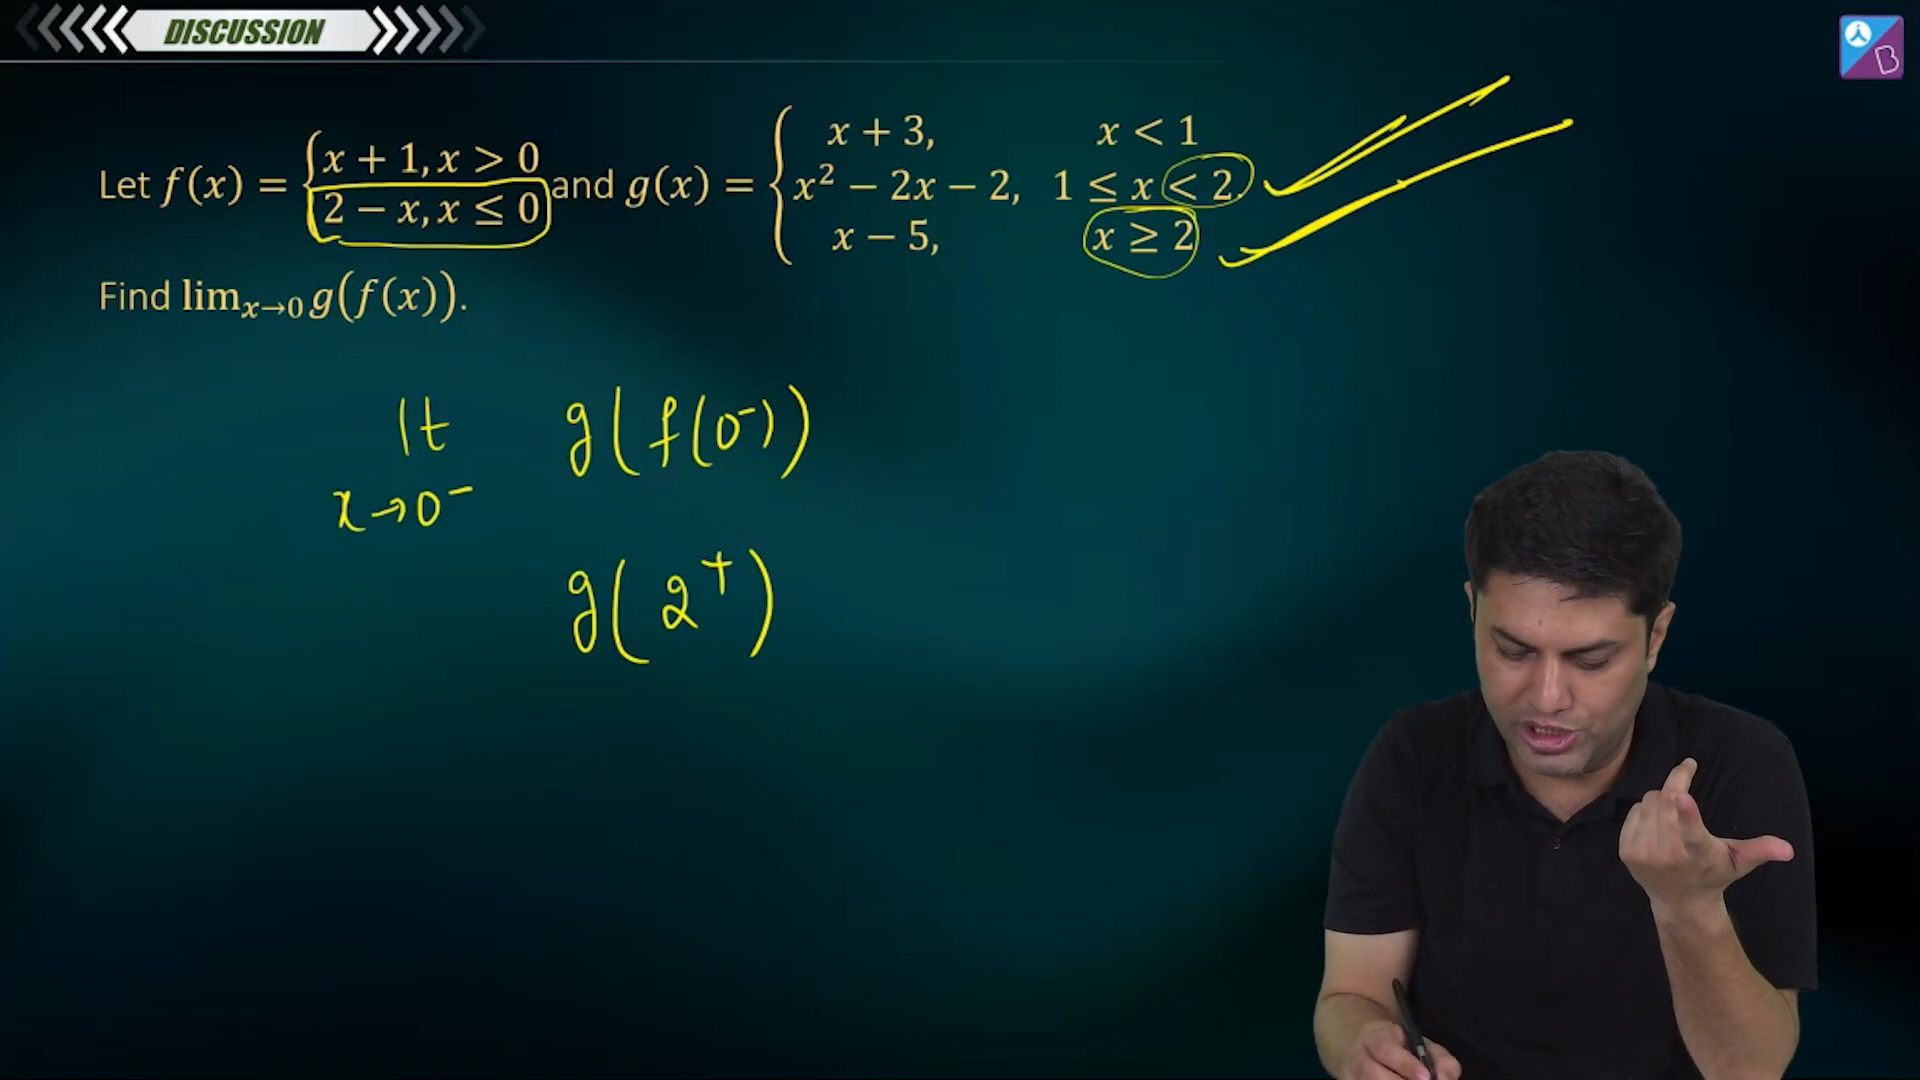 DISCUSSION
Let f(x) = { x + 1, x > 0
2 − x, x ≤ 0 and g(x) = { x + 3, x < 1
x² − 2x − 2, 1 ≤ x < 2
x − 5, x ≥ 2
Find lim x→0 g(f(x)).
lt x→0⁻ g(f(0⁻))
g(2⁺)
B